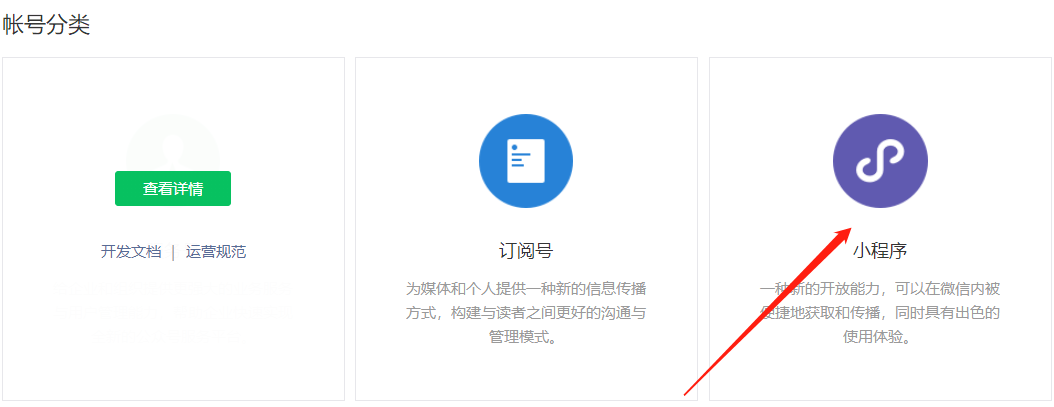 帐号分类
查看详情
开发文档 | 运营规范
订阅号
为媒体和个人提供一种新的信息传播
方式，构建与读者之间更好的沟通与
管理模式。
小程序
一种新的开放能力，可以在微信内被
便捷地获取和传播，同时具有出色的
使用体验。